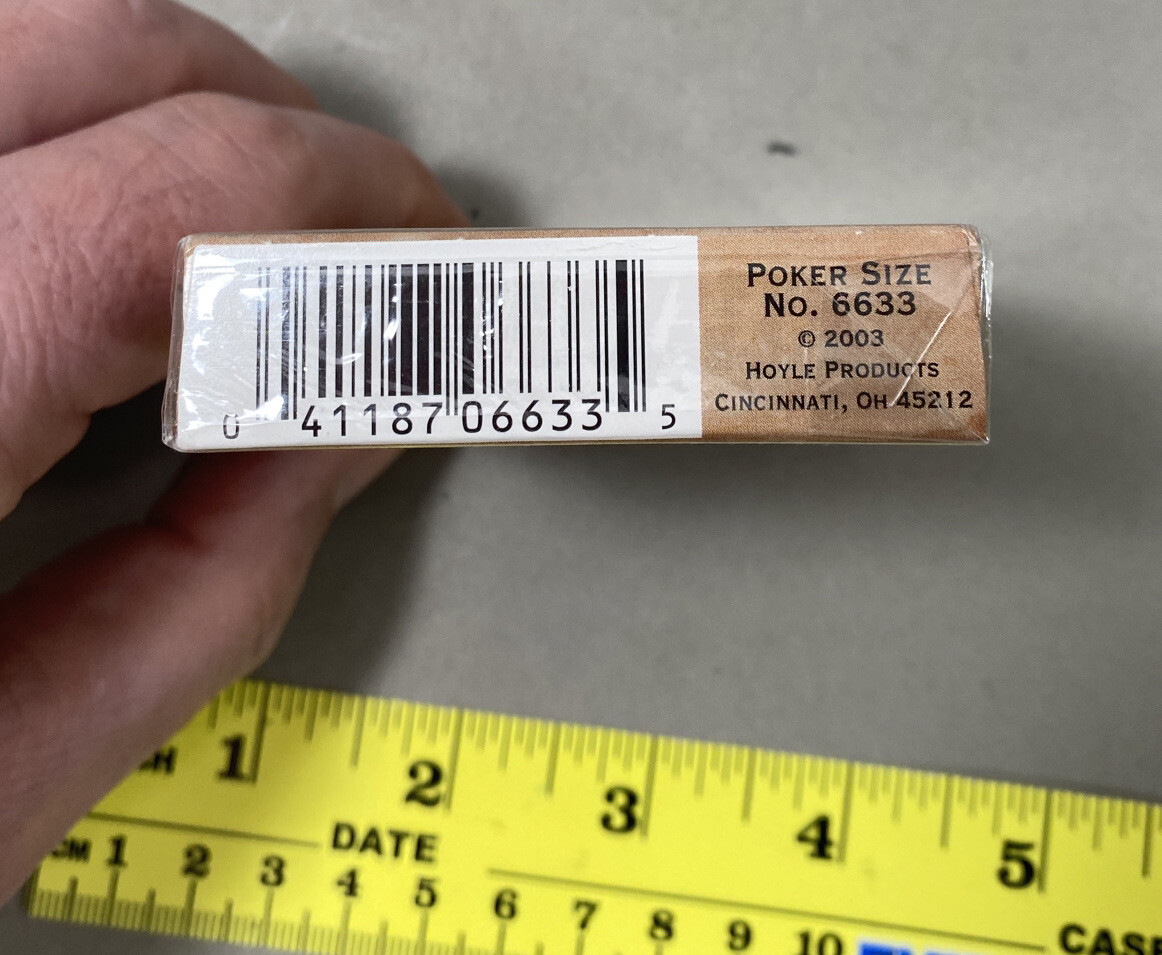 POKER SIZE
NO. 6633
© 2003
HOYLE PRODUCTS
CINCINNATI, OH 45212
0 41187 06633 5
1 2 3 4 5
DATE
CM 1 2 3 4 5 6 7 8 9 10
CASE